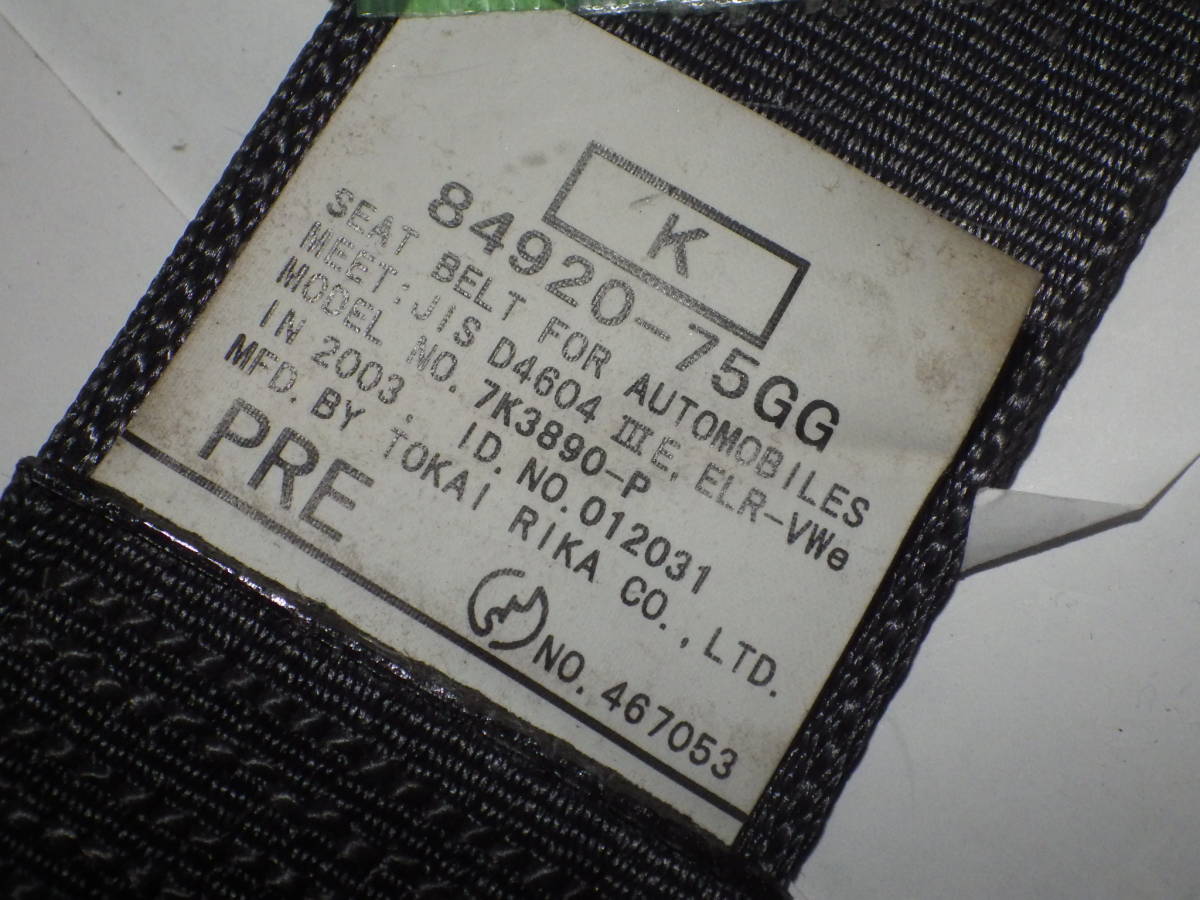 K
84920-75GG
SEAT BELT FOR AUTOMOBILES
MEET:JIS D4604 ⅢE, ELR-VWe
MODEL NO. 7K3890-P
IN 2003. ID. NO. 012031
MFD. BY TOKAI RIKA CO., LTD.
PRE
NO. 467053